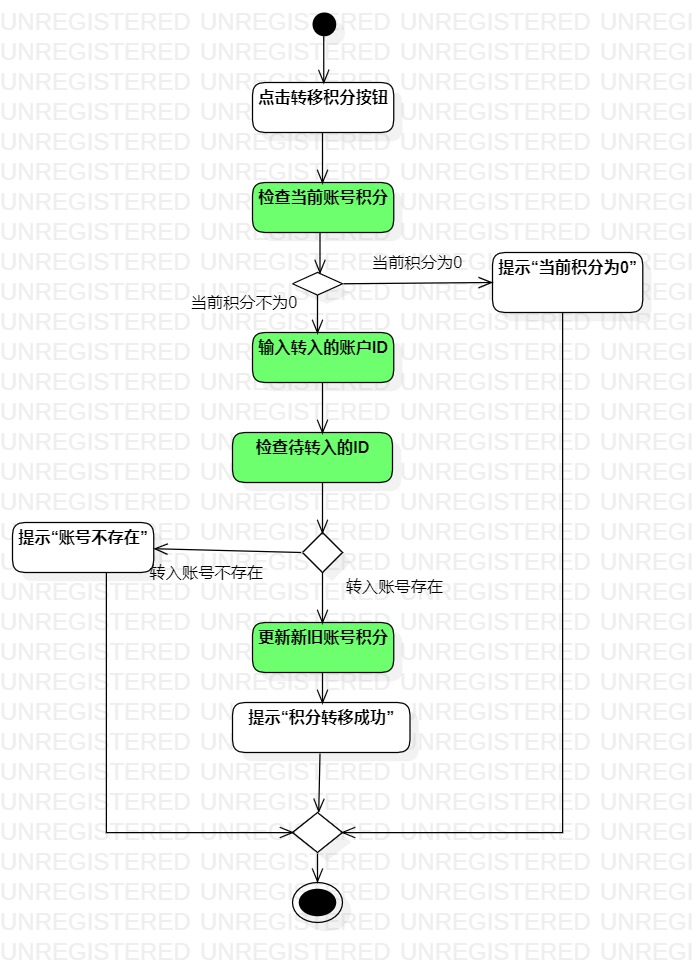 点击转移积分按钮
检查当前账号积分
当前积分为0
提示“当前积分为0”
当前积分不为0
输入转入的账户ID
检查待转入的ID
提示“账号不存在”
转入账号不存在
转入账号存在
更新新旧账号积分
提示“积分转移成功”
UNREGISTERED